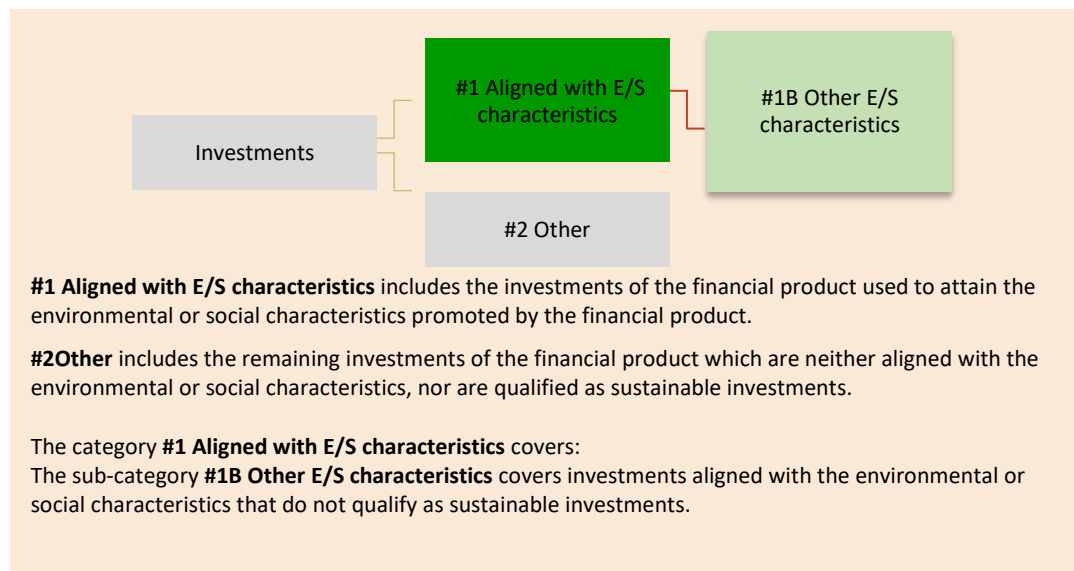 #1 Aligned with E/S
characteristics
#1B Other E/S
characteristics
Investments
#2 Other
#1 Aligned with E/S characteristics includes the investments of the financial product used to attain the
environmental or social characteristics promoted by the financial product.
#2Other includes the remaining investments of the financial product which are neither aligned with the
environmental or social characteristics, nor are qualified as sustainable investments.
The category #1 Aligned with E/S characteristics covers:
The sub-category #1B Other E/S characteristics covers investments aligned with the environmental or
social characteristics that do not qualify as sustainable investments.